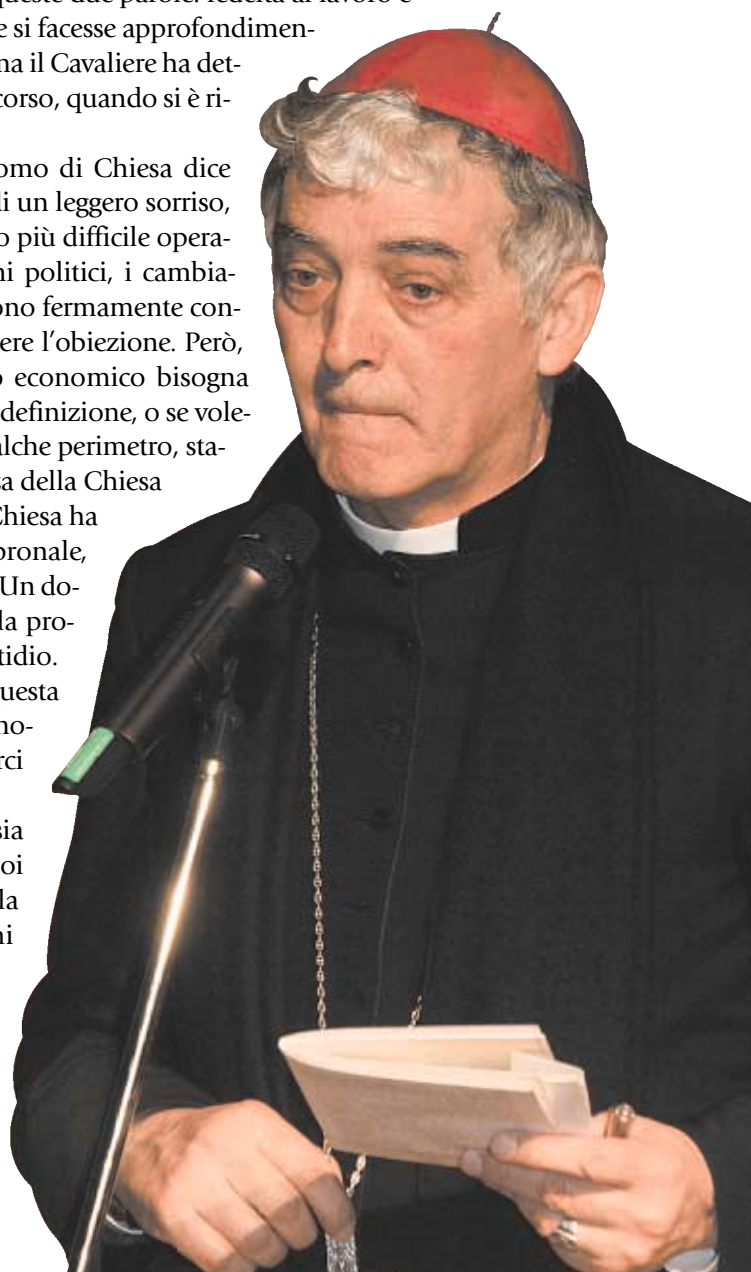 queste due parole: fedeltà al lavoro e
e si facesse approfondimen-
na il Cavaliere ha det-
corso, quando si è ri-
omo di Chiesa dice
di un leggero sorriso,
o più difficile opera-
ni politici, i cambia-
ono fermamente con-
ere l'obiezione. Però,
o economico bisogna
definizione, o se vole-
alche perimetro, sta-
za della Chiesa
Chiesa ha
pronale,
Un do-
la pro-
tidio.
uesta
no-
rci
sia
oi
la
ni